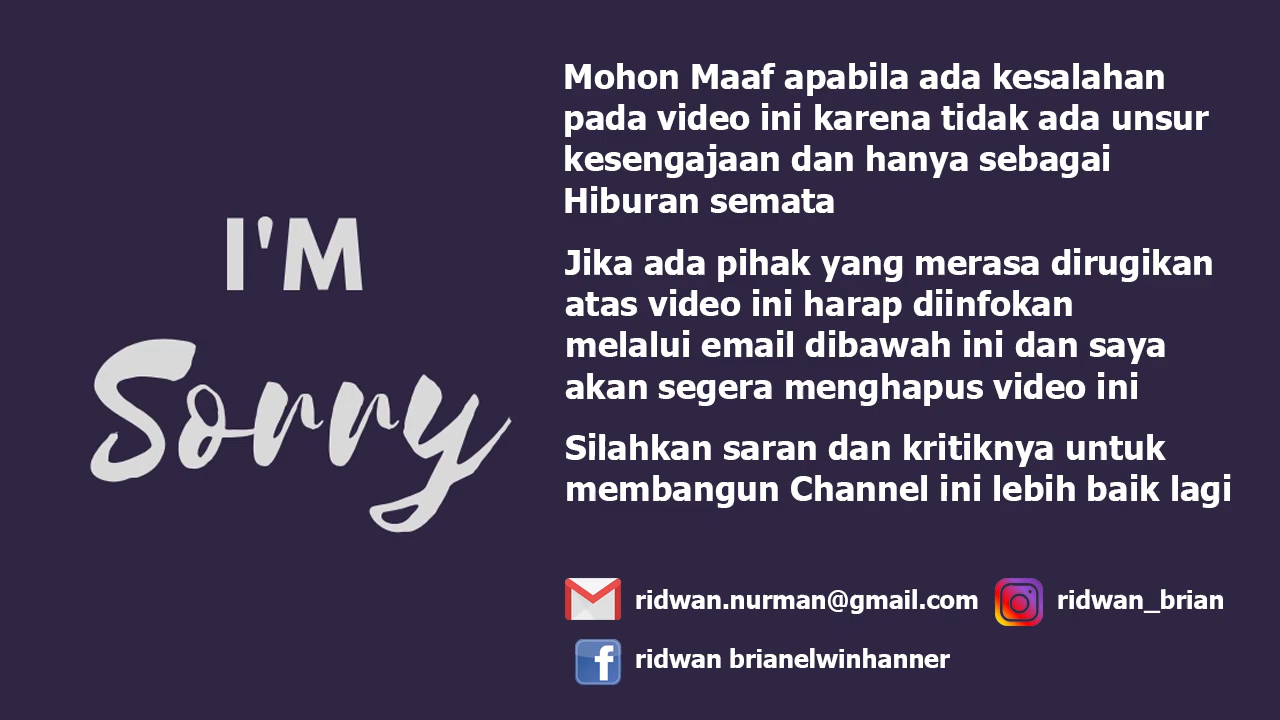 I'M
Sorry
Mohon Maaf apabila ada kesalahan
pada video ini karena tidak ada unsur
kesengajaan dan hanya sebagai
Hiburan semata
Jika ada pihak yang merasa dirugikan
atas video ini harap diinfokan
melalui email dibawah ini dan saya
akan segera menghapus video ini
Silahkan saran dan kritiknya untuk
membangun Channel ini lebih baik lagi
ridwan.nurman@gmail.com ridwan_brian
ridwan brianelwinhanner